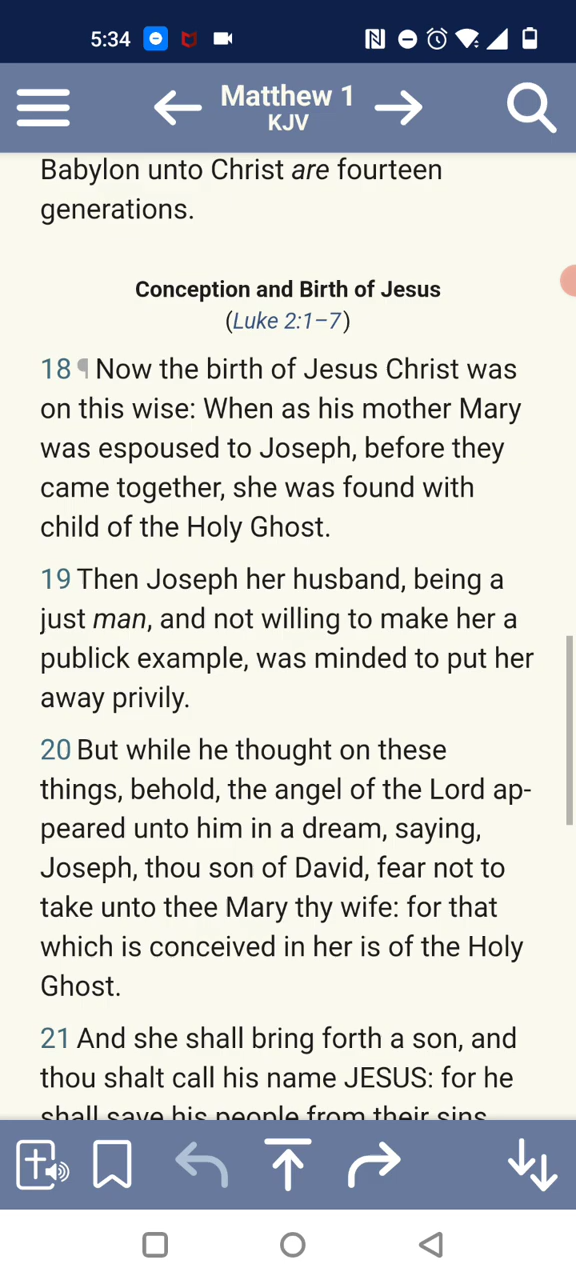 5:34
Matthew 1
KJV
Babylon unto Christ are fourteen
generations.
Conception and Birth of Jesus
(Luke 2:1–7)
18 ¶ Now the birth of Jesus Christ was
on this wise: When as his mother Mary
was espoused to Joseph, before they
came together, she was found with
child of the Holy Ghost.
19 Then Joseph her husband, being a
just man, and not willing to make her a
publick example, was minded to put her
away privily.
20 But while he thought on these
things, behold, the angel of the Lord ap-
peared unto him in a dream, saying,
Joseph, thou son of David, fear not to
take unto thee Mary thy wife: for that
which is conceived in her is of the Holy
Ghost.
21 And she shall bring forth a son, and
thou shalt call his name JESUS: for he
shall save his people from their sins